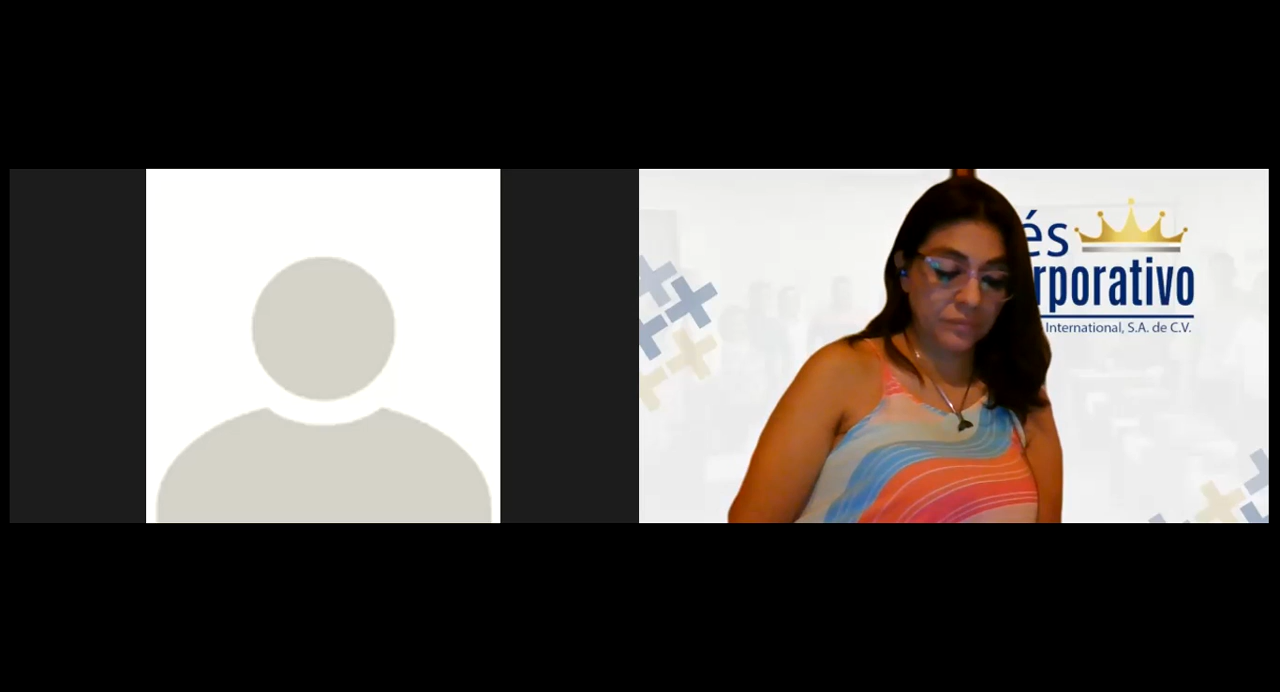 és
rporativo
International, S.A. de C.V.